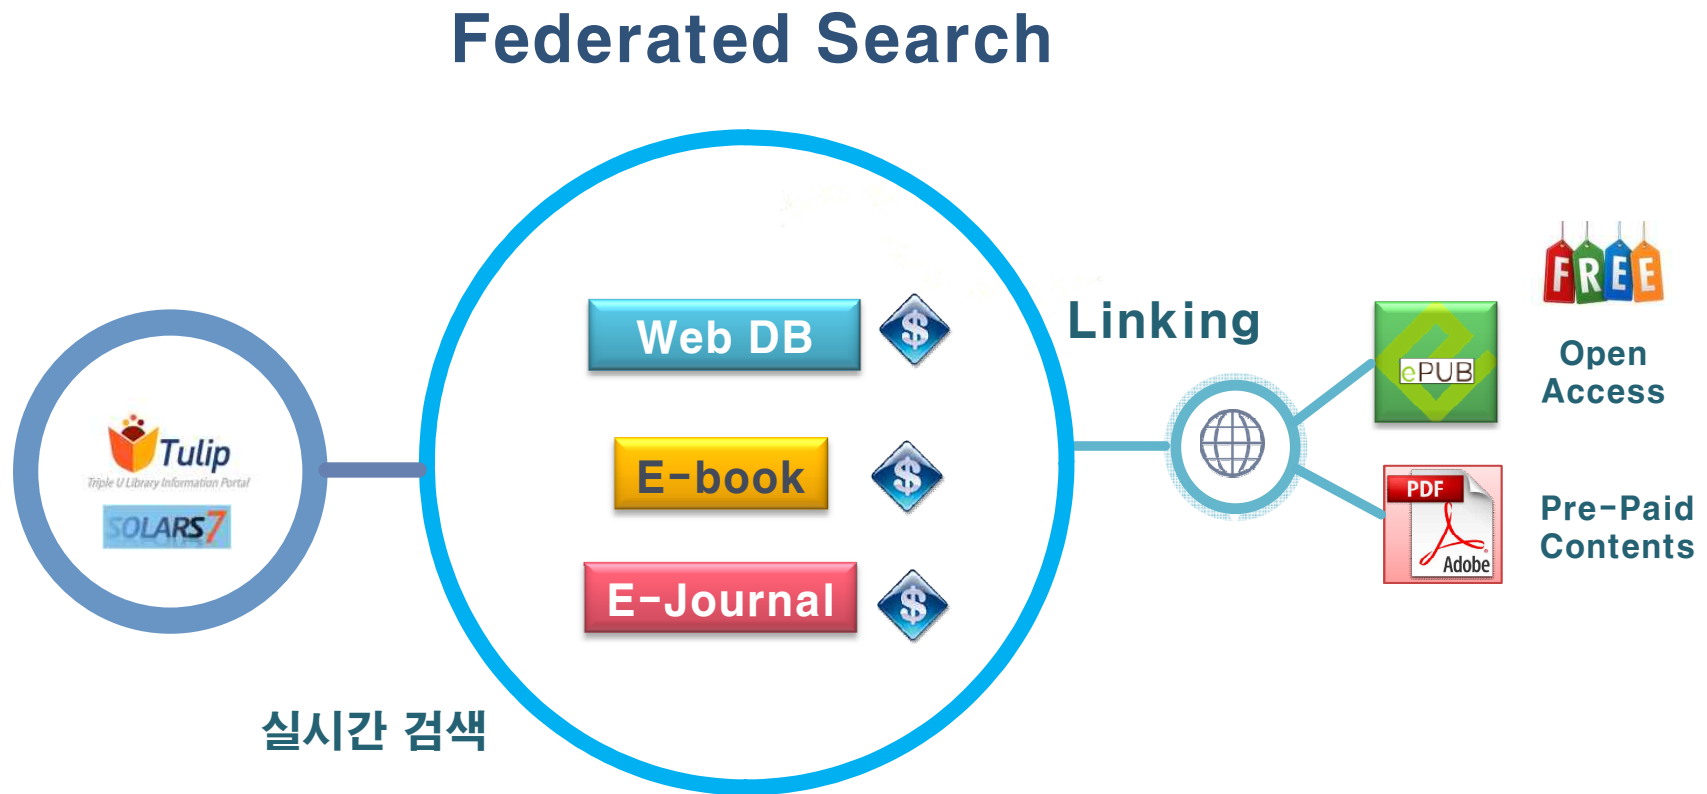 Federated Search
Tulip
Triple U Library Information Portal
SOLARS7
실시간 검색
Web DB
$
E-book
$
E-Journal
$
Linking
FREE
ePUB
Open
Access
PDF
Adobe
Pre-Paid
Contents